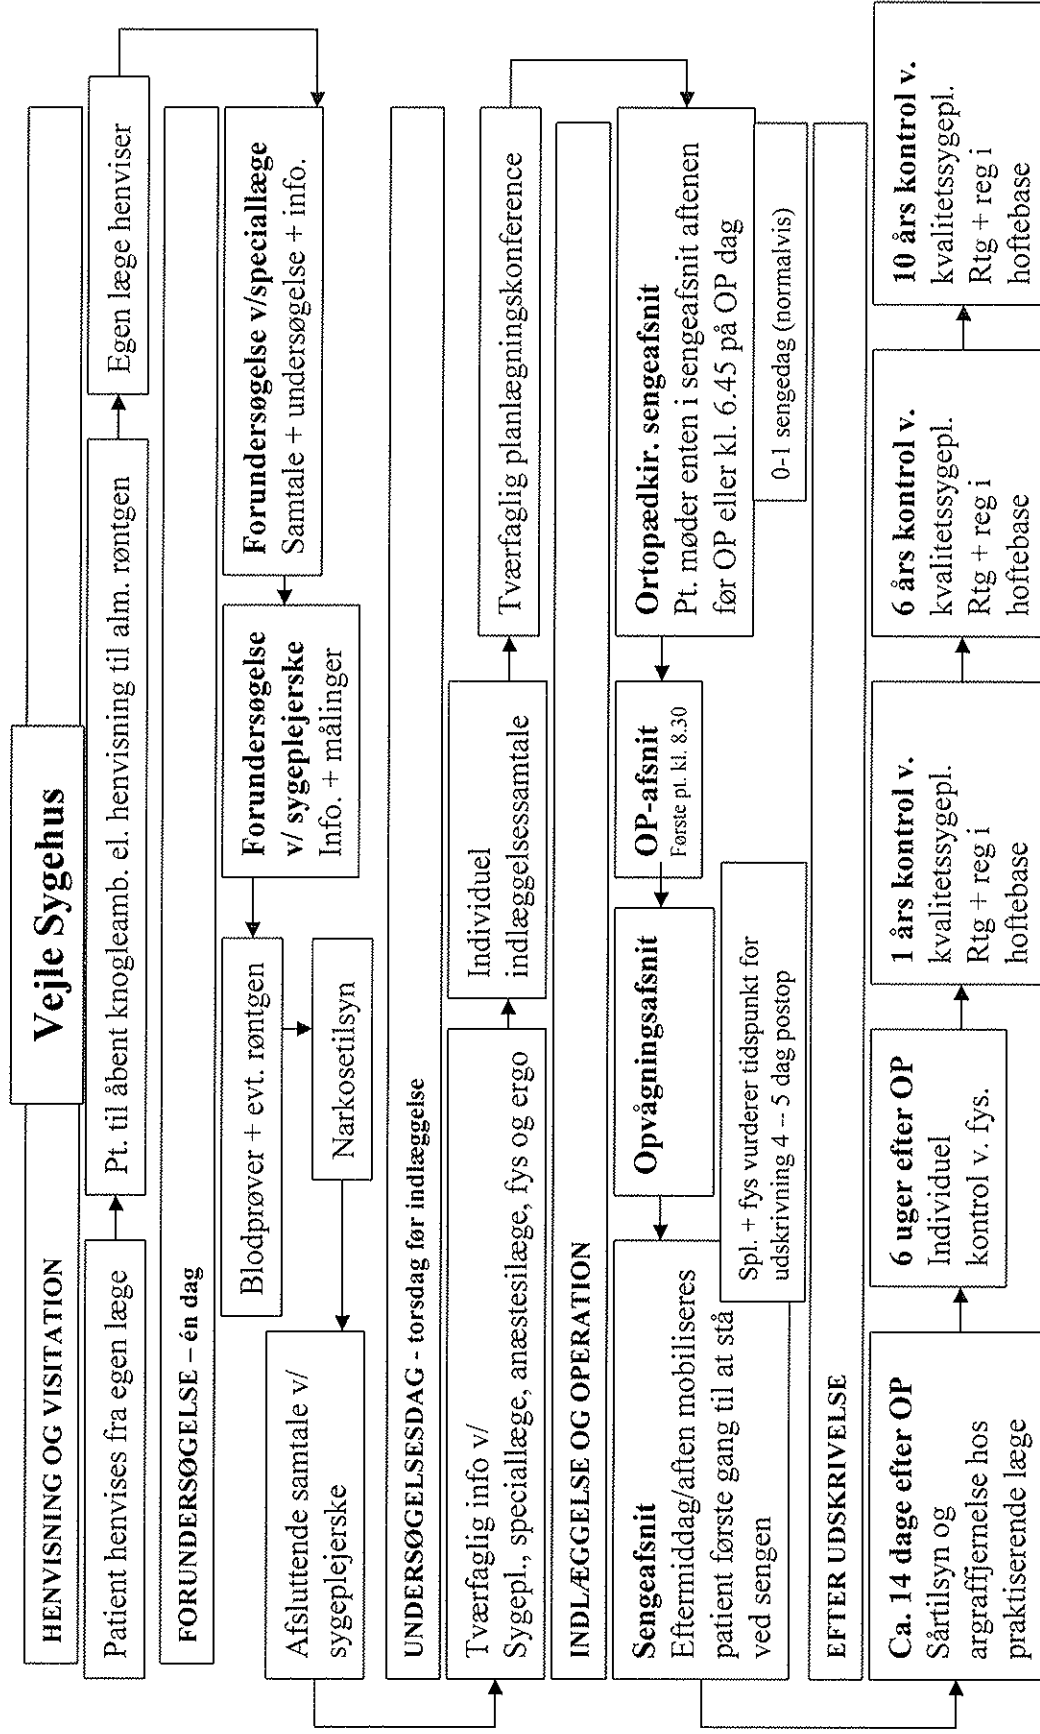 Vejle Sygehus
HENVISNING OG VISITATION
Patient henvises fra egen læge
Pt. til åbent knogleamb. el. henvisning til alm. røntgen
Egen læge henviser
FORUNDERSØGELSE – én dag
Forundersøgelse v/speciallæge
Samtale + undersøgelse + info.
Forundersøgelse
v/ sygeplejerske
Info. + målinger
Blodprøver + evt. røntgen
Narkosetilsyn
Afsluttende samtale v/
sygeplejerske
UNDERSØGELSESDAG - torsdag før indlæggelse
Tværfaglig info v/
Sygepl., speciallæge, anæstesilæge, fys og ergo
Individuel
indlæggelsessamtale
Tværfaglig planlægningskonference
INDLÆGGELSE OG OPERATION
Ortopædkir. sengeafsnit
Pt. møder enten i sengeafsnit aftenen
før OP eller kl. 6.45 på OP dag
0-1 sengedag (normalvis)
OP-afsnit
Første pt. kl. 8.30
Opvågningsafsnit
Sengeafsnit
Eftermiddag/aften mobiliseres
patient første gang til at stå
ved sengen
Spl. + fys vurderer tidspunkt for
udskrivning 4 -- 5 dag postop
EFTER UDSKRIVELSE
Ca. 14 dage efter OP
Sårtilsyn og
argraffjernelse hos
praktiserende læge
6 uger efter OP
Individuel
kontrol v. fys.
1 års kontrol v.
kvalitetssygepl.
Rtg + reg i
hoftebase
6 års kontrol v.
kvalitetssygepl.
Rtg + reg i
hoftebase
10 års kontrol v.
kvalitetssygepl.
Rtg + reg i
hoftebase